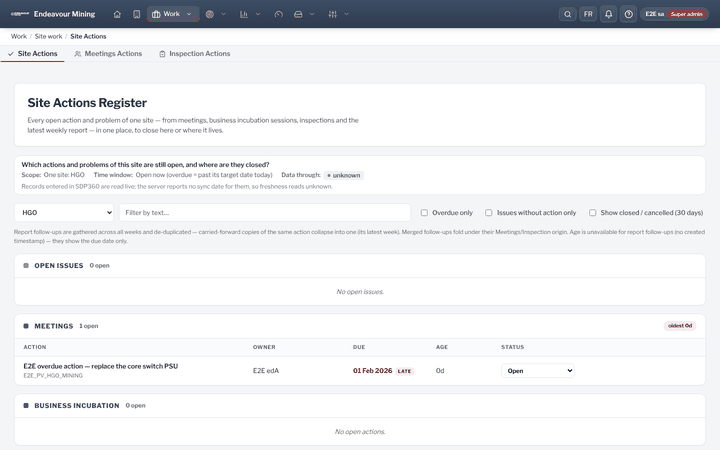 Endeavour Mining
Work
FR
E2E sa Super admin
Work / Site work / Site Actions
Site Actions
Meetings Actions
Inspection Actions
Site Actions Register
Every open action and problem of one site — from meetings, business incubation sessions, inspections and the
latest weekly report — in one place, to close here or where it lives.
Which actions and problems of this site are still open, and where are they closed?
Scope: One site: HGO Time window: Open now (overdue = past its target date today) Data through: unknown
Records entered in SDP360 are read live; the server reports no sync date for them, so freshness reads unknown.
HGO
Filter by text...
Overdue only
Issues without action only
Show closed / cancelled (30 days)
Report follow-ups are gathered across all weeks and de-duplicated — carried-forward copies of the same action collapse into one (its latest week). Merged follow-ups fold under their Meetings/Inspection origin. Age is unavailable for report follow-ups (no created
timestamp) — they show the due date only.
OPEN ISSUES 0 open
No open issues.
MEETINGS 1 open
oldest 0d
ACTION OWNER DUE AGE STATUS
E2E overdue action — replace the core switch PSU
E2E_PV_HGO_MINING
E2E edA
01 Feb 2026 LATE
0d
Open
BUSINESS INCUBATION 0 open
No open actions.